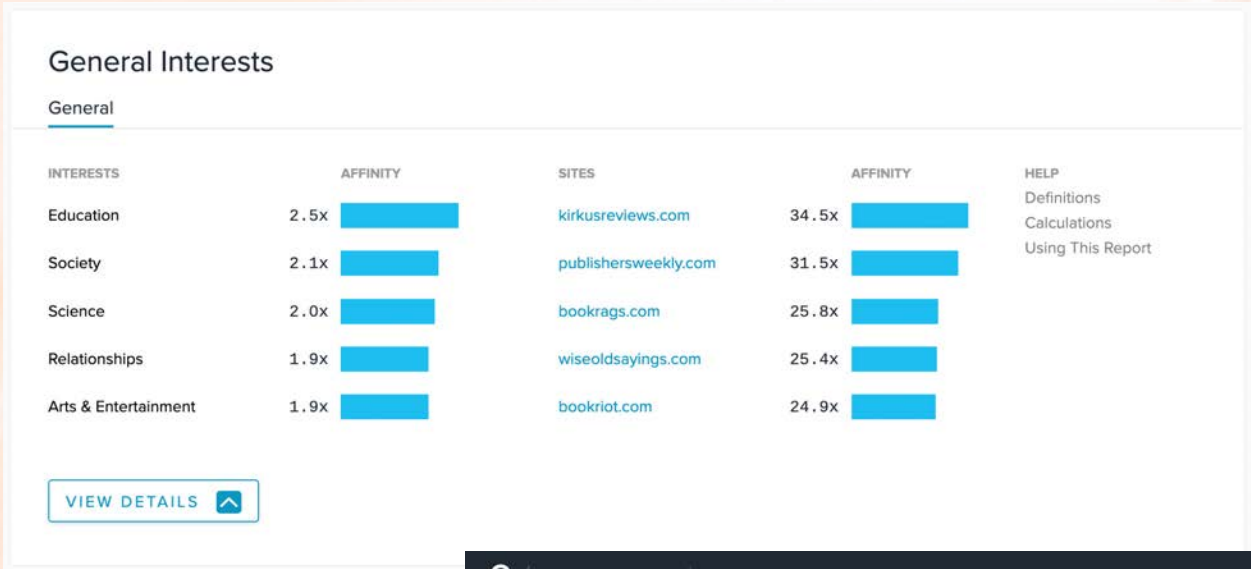 General Interests
General
INTERESTS AFFINITY SITES AFFINITY HELP
Definitions
Education 2.5x kirkusreviews.com 34.5x
Calculations
Using This Report
Society 2.1x publishersweekly.com 31.5x
Science 2.0x bookrags.com 25.8x
Relationships 1.9x wiseoldsayings.com 25.4x
Arts & Entertainment 1.9x bookriot.com 24.9x
VIEW DETAILS